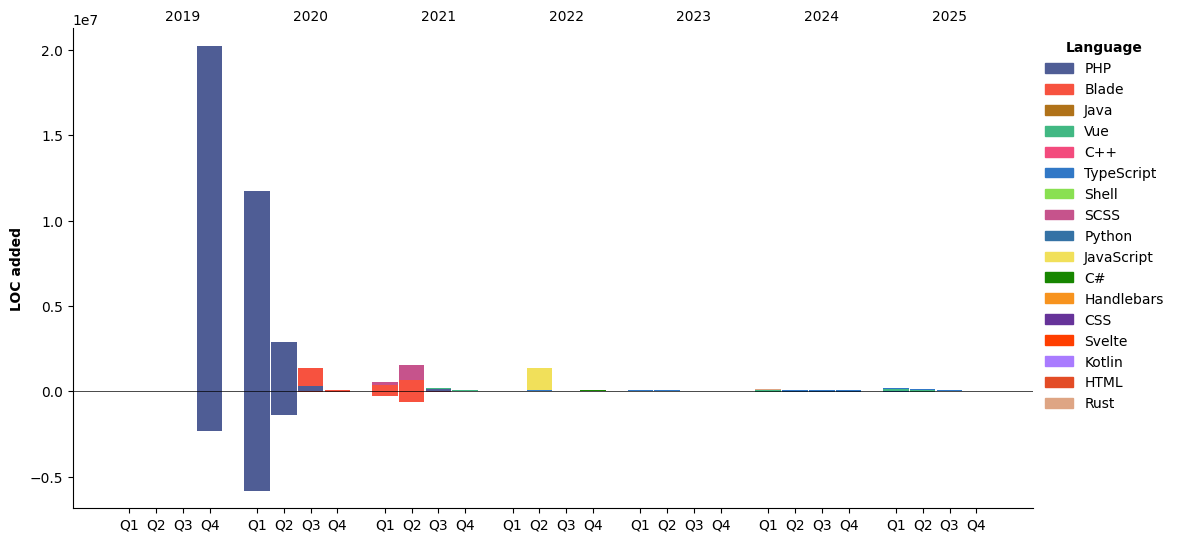 1e7
2019 2020 2021 2022 2023 2024 2025
2.0
1.5
1.0
0.5
0.0
−0.5
LOC added
Q1 Q2 Q3 Q4 Q1 Q2 Q3 Q4 Q1 Q2 Q3 Q4 Q1 Q2 Q3 Q4 Q1 Q2 Q3 Q4 Q1 Q2 Q3 Q4 Q1 Q2 Q3 Q4
Language
PHP
Blade
Java
Vue
C++
TypeScript
Shell
SCSS
Python
JavaScript
C#
Handlebars
CSS
Svelte
Kotlin
HTML
Rust